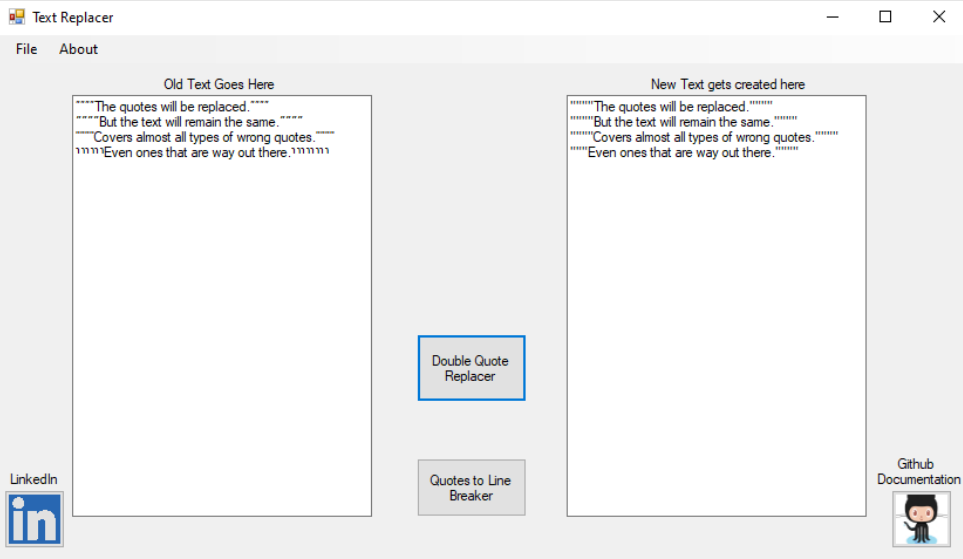 Text Replacer
File About
Old Text Goes Here
""""The quotes will be replaced.""""
""""But the text will remain the same.""""
""""Covers almost all types of wrong quotes.""""
Even ones that are way out there.
New Text gets created here
""""The quotes will be replaced.""""
""""But the text will remain the same.""""
""""Covers almost all types of wrong quotes.""""
"""Even ones that are way out there.""""
Double Quote
Replacer
Quotes to Line
Breaker
LinkedIn
in
Github
Documentation